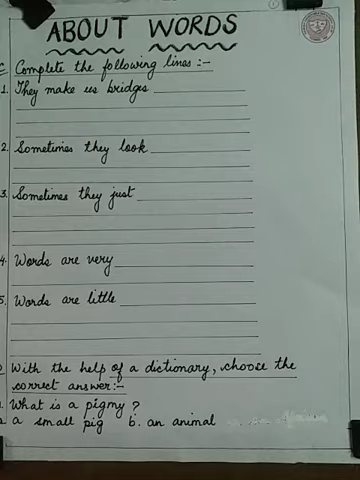 ABOUT WORDS
C Complete the following lines :-
1. They make us bridges
2. Sometimes they look
3. Sometimes they just
4. Words are very
5. Words are little
With the help of a dictionary, choose the
correct answer:-
What is a pigmy ?
a small pig b. an animal